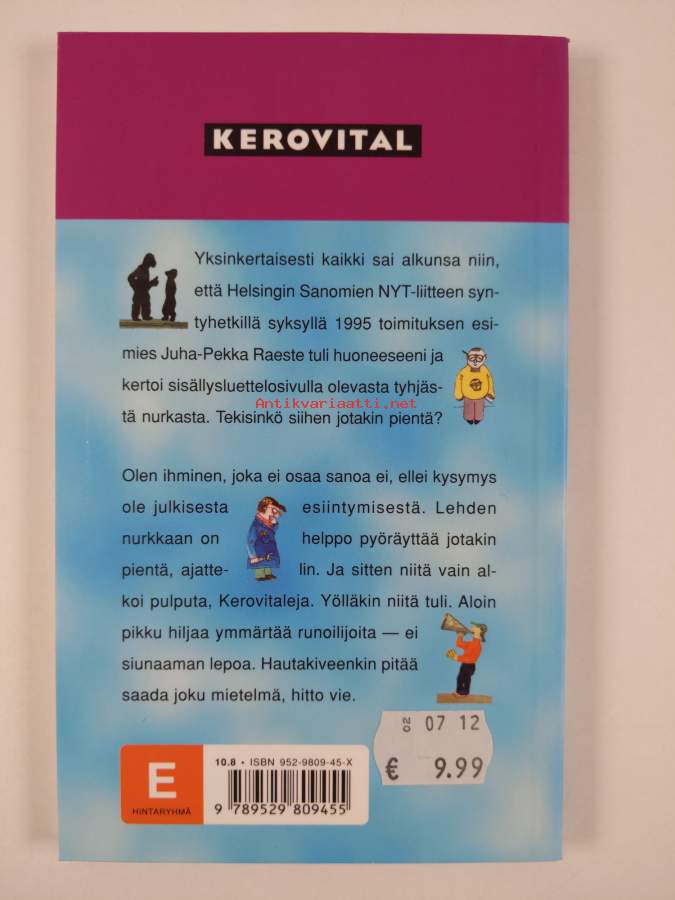 KEROVITAL
Yksinkertaisesti kaikki sai alkunsa niin,
että Helsingin Sanomien NYT-liitteen syn-
tyhetkillä syksyllä 1995 toimituksen esi-
mies Juha-Pekka Raeste tuli huoneeseeni ja
kertoi sisällysluettelosivulla olevasta tyhjäs-
tä nurkasta. Tekisinkö siihen jotakin pientä?
Antikvariaatti.net
Olen ihminen, joka ei osaa sanoa ei, ellei kysymys
ole julkisesta esiintymisestä. Lehden
nurkkaan on helppo pyöräyttää jotakin
pientä, ajatte- lin. Ja sitten niitä vain al-
koi pulputa, Kerovitaleja. Yölläkin niitä tuli. Aloin
pikku hiljaa ymmärtää runoilijoita — ei
siunaaman lepoa. Hautakiveenkin pitää
saada joku mietelmä, hitto vie.
02 07 12
€ 9.99
E
HINTARYHMÄ
10.8 • ISBN 952-9809-45-X
9 789529 809455